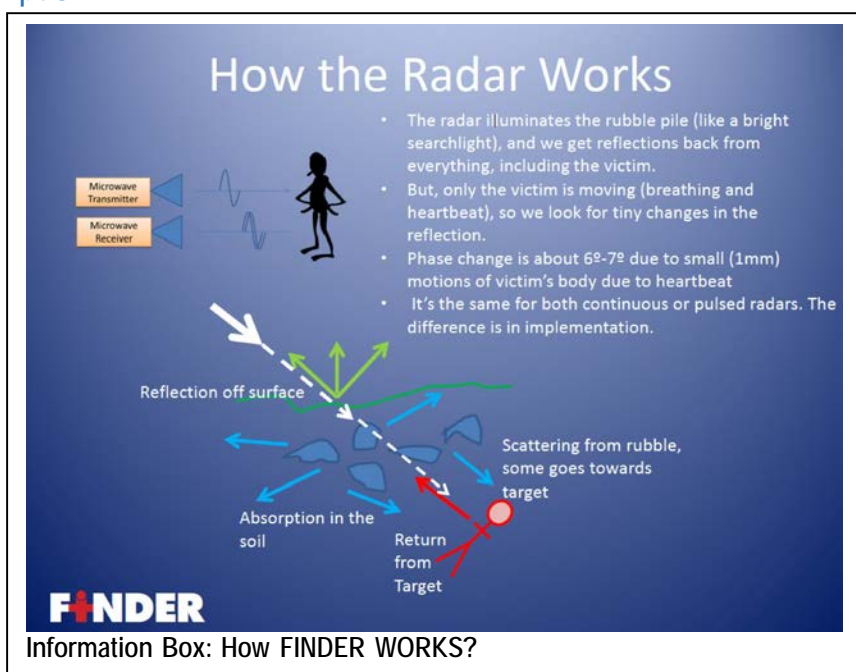 How the Radar Works
• The radar illuminates the rubble pile (like a bright
searchlight), and we get reflections back from
everything, including the victim.
• But, only the victim is moving (breathing and
heartbeat), so we look for tiny changes in the
reflection.
• Phase change is about 6º-7º due to small (1mm)
motions of victim's body due to heartbeat
• It's the same for both continuous or pulsed radars. The
difference is in implementation.
Microwave
Transmitter
Microwave
Receiver
Reflection off surface
Scattering from rubble,
some goes towards
target
Absorption in the
soil
Return
from
Target
FINDER
Information Box: How FINDER WORKS?